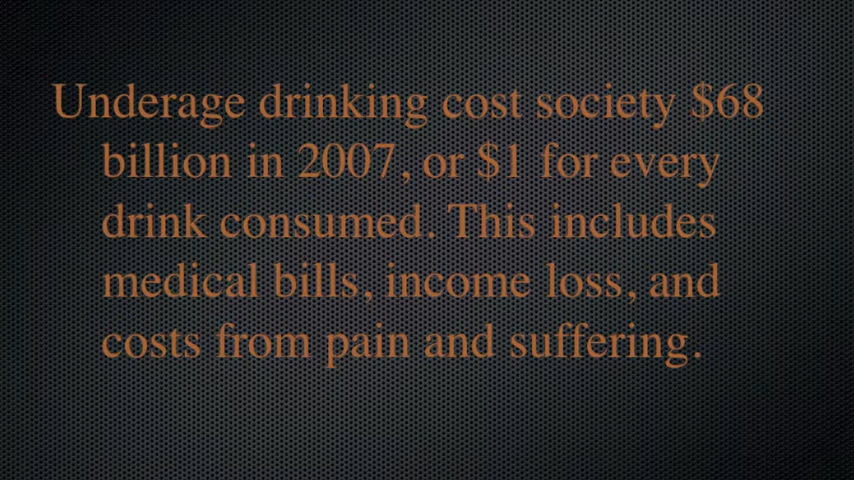 Underage drinking cost society $68
billion in 2007, or $1 for every
drink consumed. This includes
medical bills, income loss, and
costs from pain and suffering.